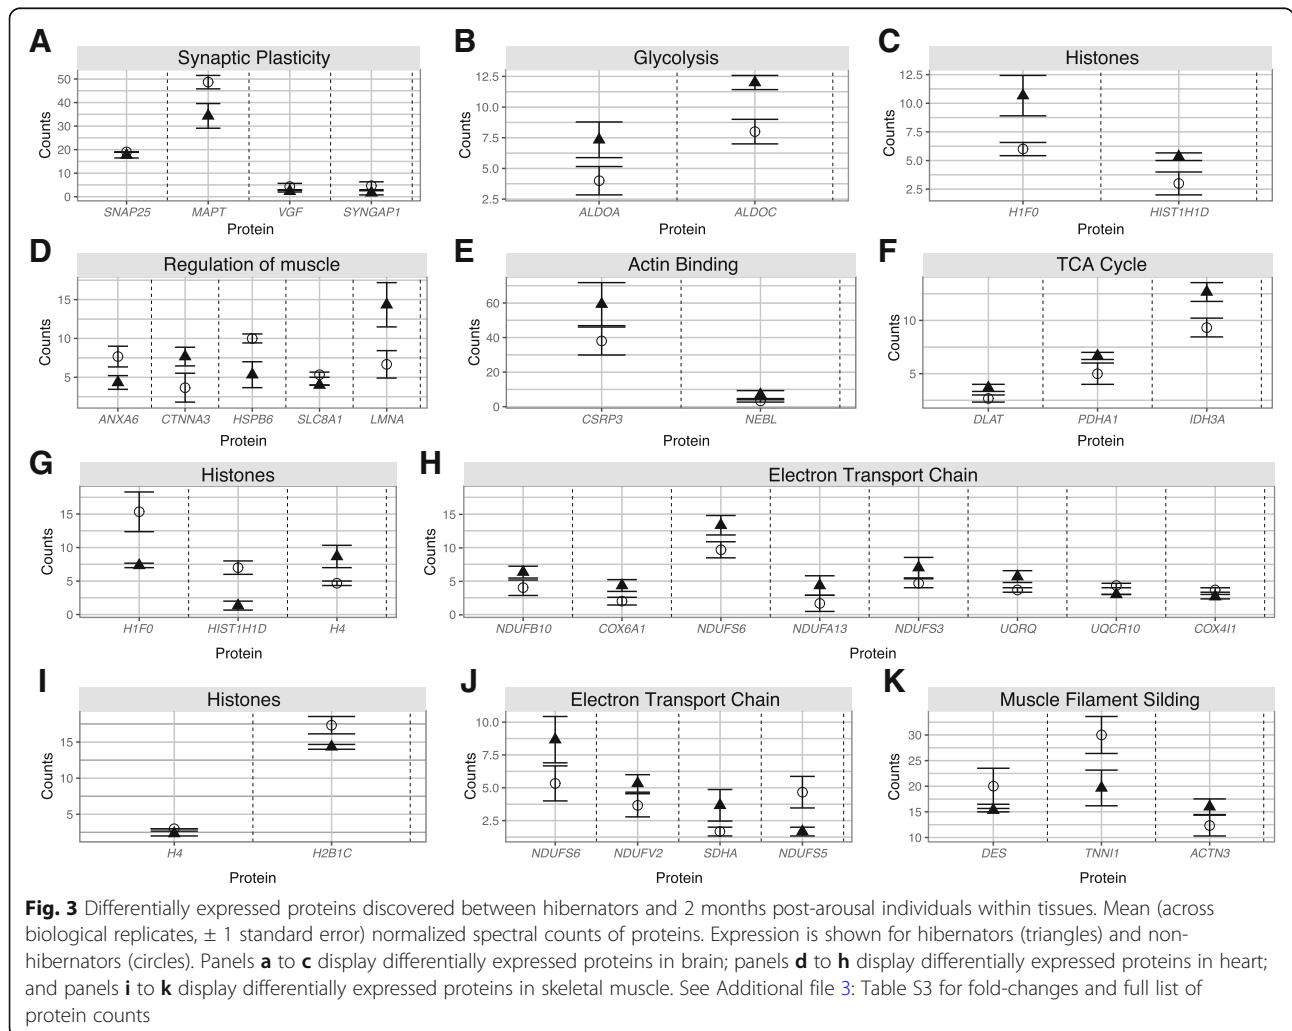 A
Synaptic Plasticity
Counts
50
40
30
20
10
0
SNAP25 MAPT VGF SYNGAP1
Protein
B
Glycolysis
Counts
12.5
10.0
7.5
5.0
2.5
ALDOA ALDOC
Protein
C
Histones
Counts
12.5
10.0
7.5
5.0
2.5
H1F0 HIST1H1D
Protein
D
Regulation of muscle
Counts
15
10
5
ANXA6 CTNNA3 HSPB6 SLC8A1 LMNA
Protein
E
Actin Binding
Counts
60
40
20
0
CSRP3 NEBL
Protein
F
TCA Cycle
Counts
10
5
DLAT PDHA1 IDH3A
Protein
G
Histones
Counts
15
10
5
0
H1F0 HIST1H1D H4
Protein
H
Electron Transport Chain
Counts
15
10
5
0
NDUFB10 COX6A1 NDUFS6 NDUFA13 NDUFS3 UQRQ UQCR10 COX4I1
Protein
I
Histones
Counts
15
10
5
H4 H2B1C
Protein
J
Electron Transport Chain
Counts
10.0
7.5
5.0
2.5
NDUFS6 NDUFV2 SDHA NDUFS5
Protein
K
Muscle Filament Silding
Counts
30
25
20
15
10
DES TNNI1 ACTN3
Protein
Fig. 3 Differentially expressed proteins discovered between hibernators and 2 months post-arousal individuals within tissues. Mean (across
biological replicates, ± 1 standard error) normalized spectral counts of proteins. Expression is shown for hibernators (triangles) and non-
hibernators (circles). Panels a to c display differentially expressed proteins in brain; panels d to h display differentially expressed proteins in heart;
and panels i to k display differentially expressed proteins in skeletal muscle. See Additional file 3: Table S3 for fold-changes and full list of
protein counts